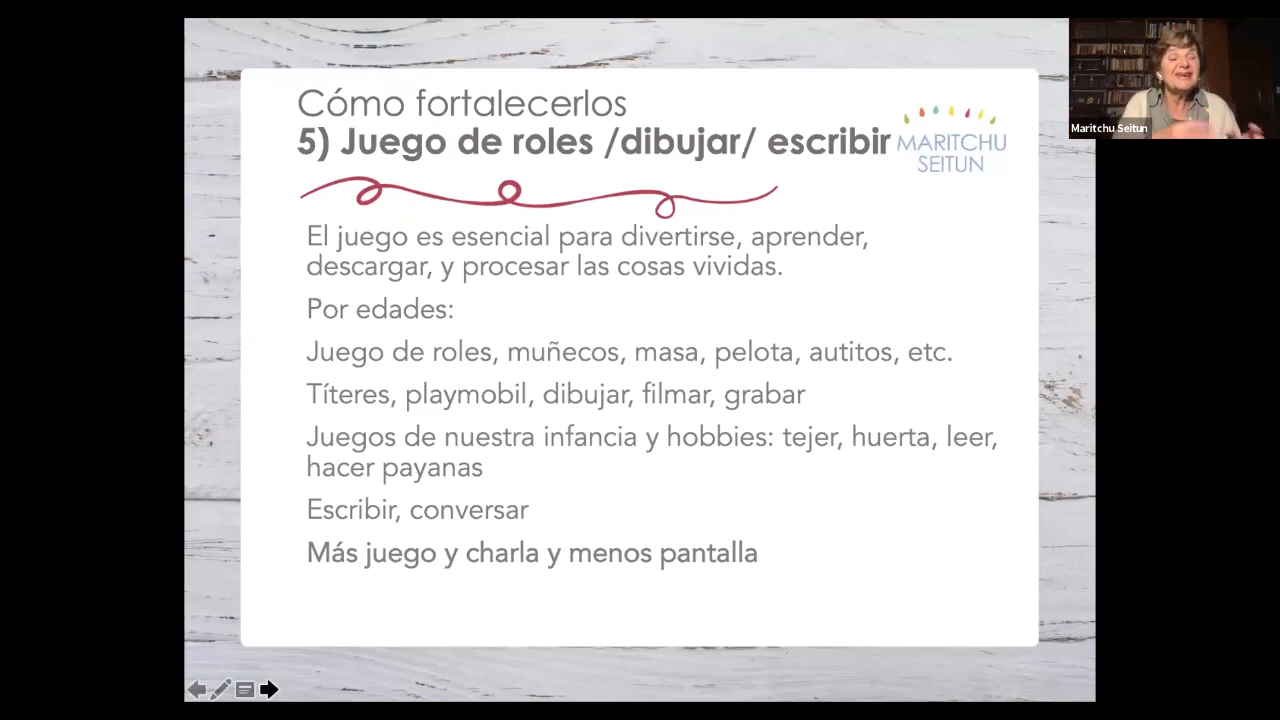 Cómo fortalecerlos
5) Juego de roles /dibujar/ escribir
MARITCHU
SEITUN
El juego es esencial para divertirse, aprender,
descargar, y procesar las cosas vividas.
Por edades:
Juego de roles, muñecos, masa, pelota, autitos, etc.
Títeres, playmobil, dibujar, filmar, grabar
Juegos de nuestra infancia y hobbies: tejer, huerta, leer,
hacer payanas
Escribir, conversar
Más juego y charla y menos pantalla
Maritchu Seitun